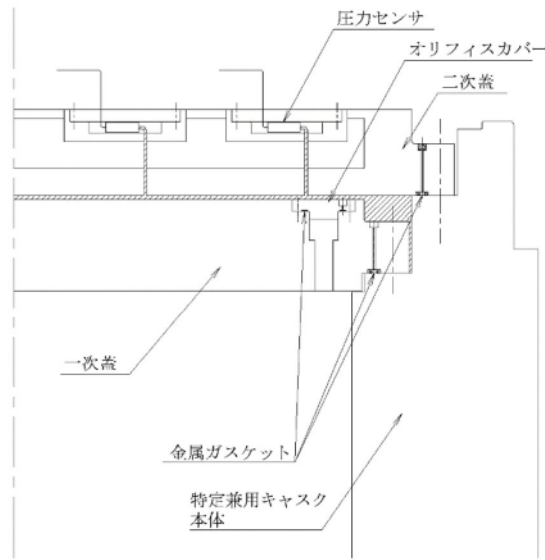 圧力センサ
オリフィスカバー
二次蓋
一次蓋
金属ガスケット
特定兼用キャスク
本体